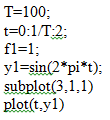 T=100;
t=0:1/T:2;
f1=1;
y1=sin(2*pi*t);
subplot(3,1,1)
plot(t,y1)